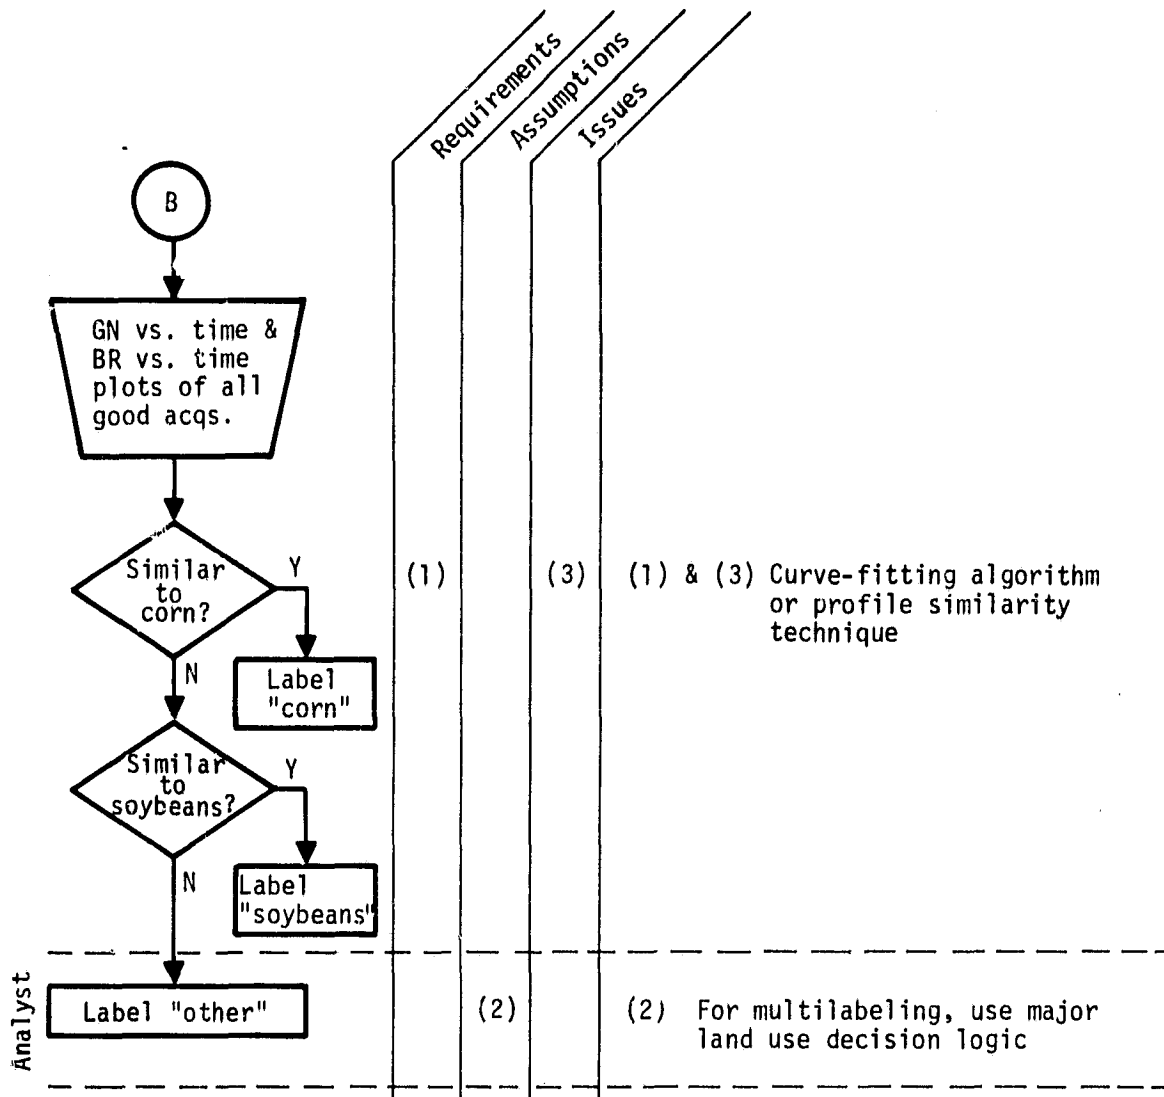 Requirements
Assumptions
Issues
B
GN vs. time &
BR vs. time
plots of all
good acqs.
Similar
to
corn?
Y
(1)
(3)
(1) & (3) Curve-fitting algorithm
or profile similarity
technique
N
Label
"corn"
Similar
to
soybeans?
Y
N
Label
"soybeans"
Analyst
Label "other"
(2)
(2) For multilabeling, use major
land use decision logic